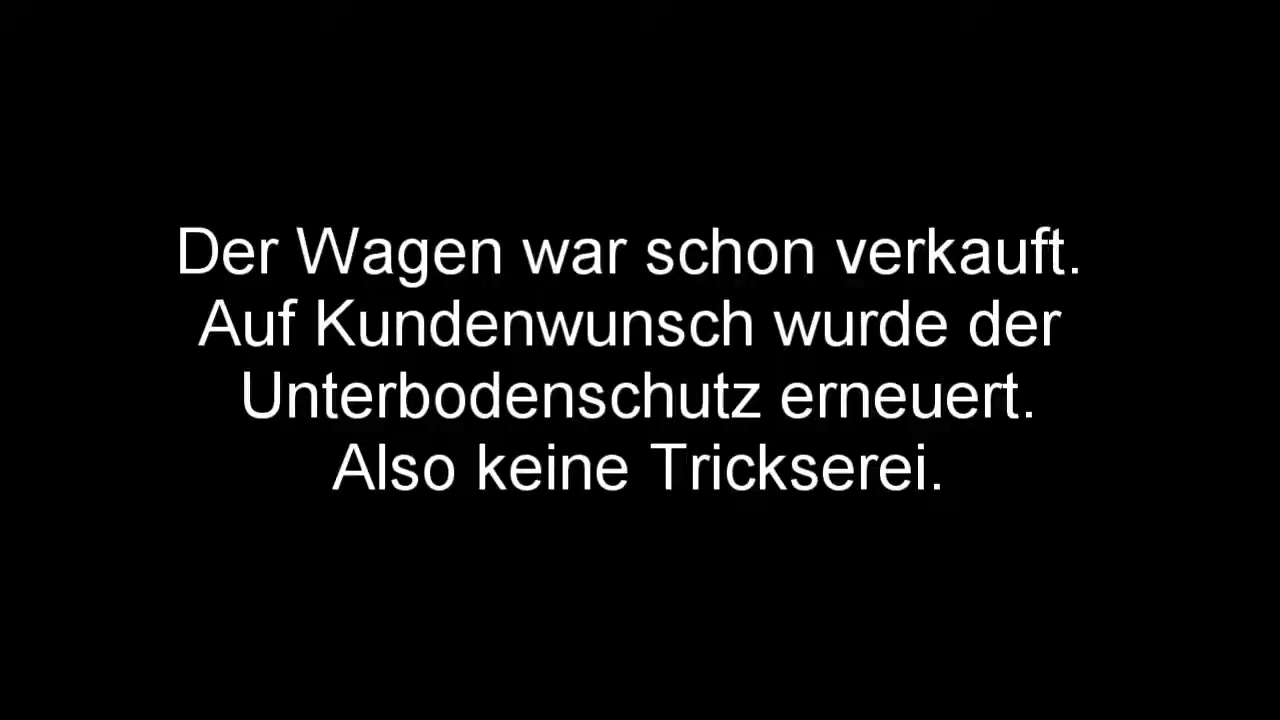 Der Wagen war schon verkauft.
Auf Kundenwunsch wurde der
Unterbodenschutz erneuert.
Also keine Trickserei.